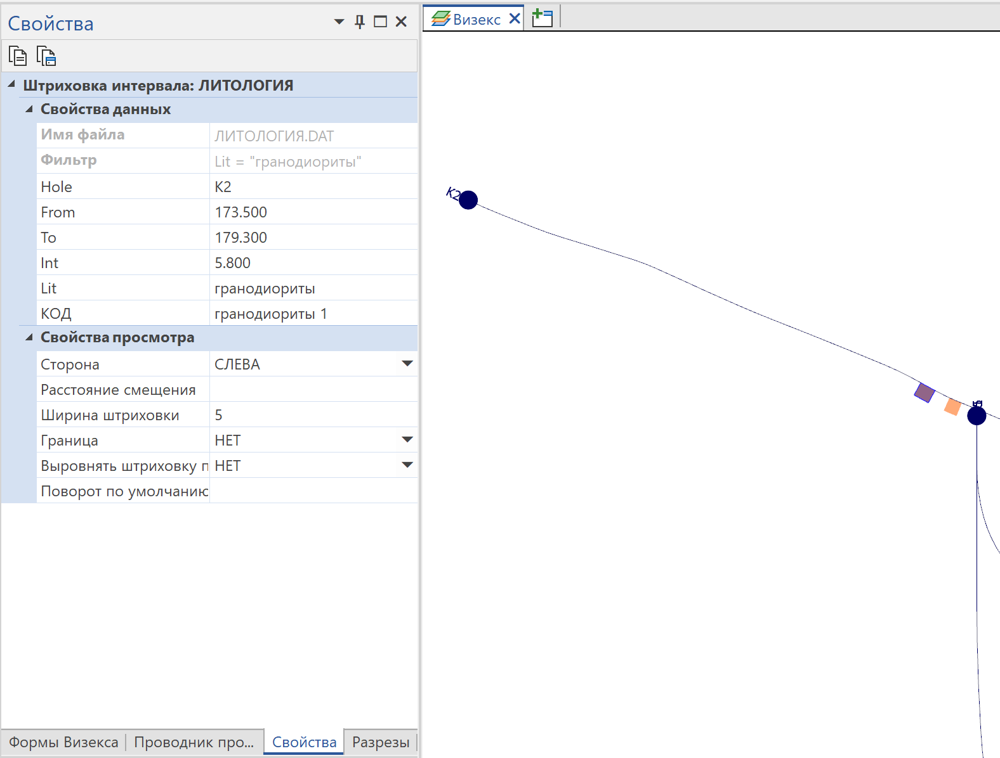 Свойства
Штриховка интервала: ЛИТОЛОГИЯ
Свойства данных
Имя файла ЛИТОЛОГИЯ.DAT
Фильтр Lit = "гранодиориты"
Hole K2
From 173.500
To 179.300
Int 5.800
Lit гранодиориты
КОД гранодиориты 1
Свойства просмотра
Сторона СЛЕВА
Расстояние смещения
Ширина штриховки 5
Граница НЕТ
Выровнять штриховку п НЕТ
Поворот по умолчанию
Формы Визекса Проводник про... Свойства Разрезы
Визекс
K2